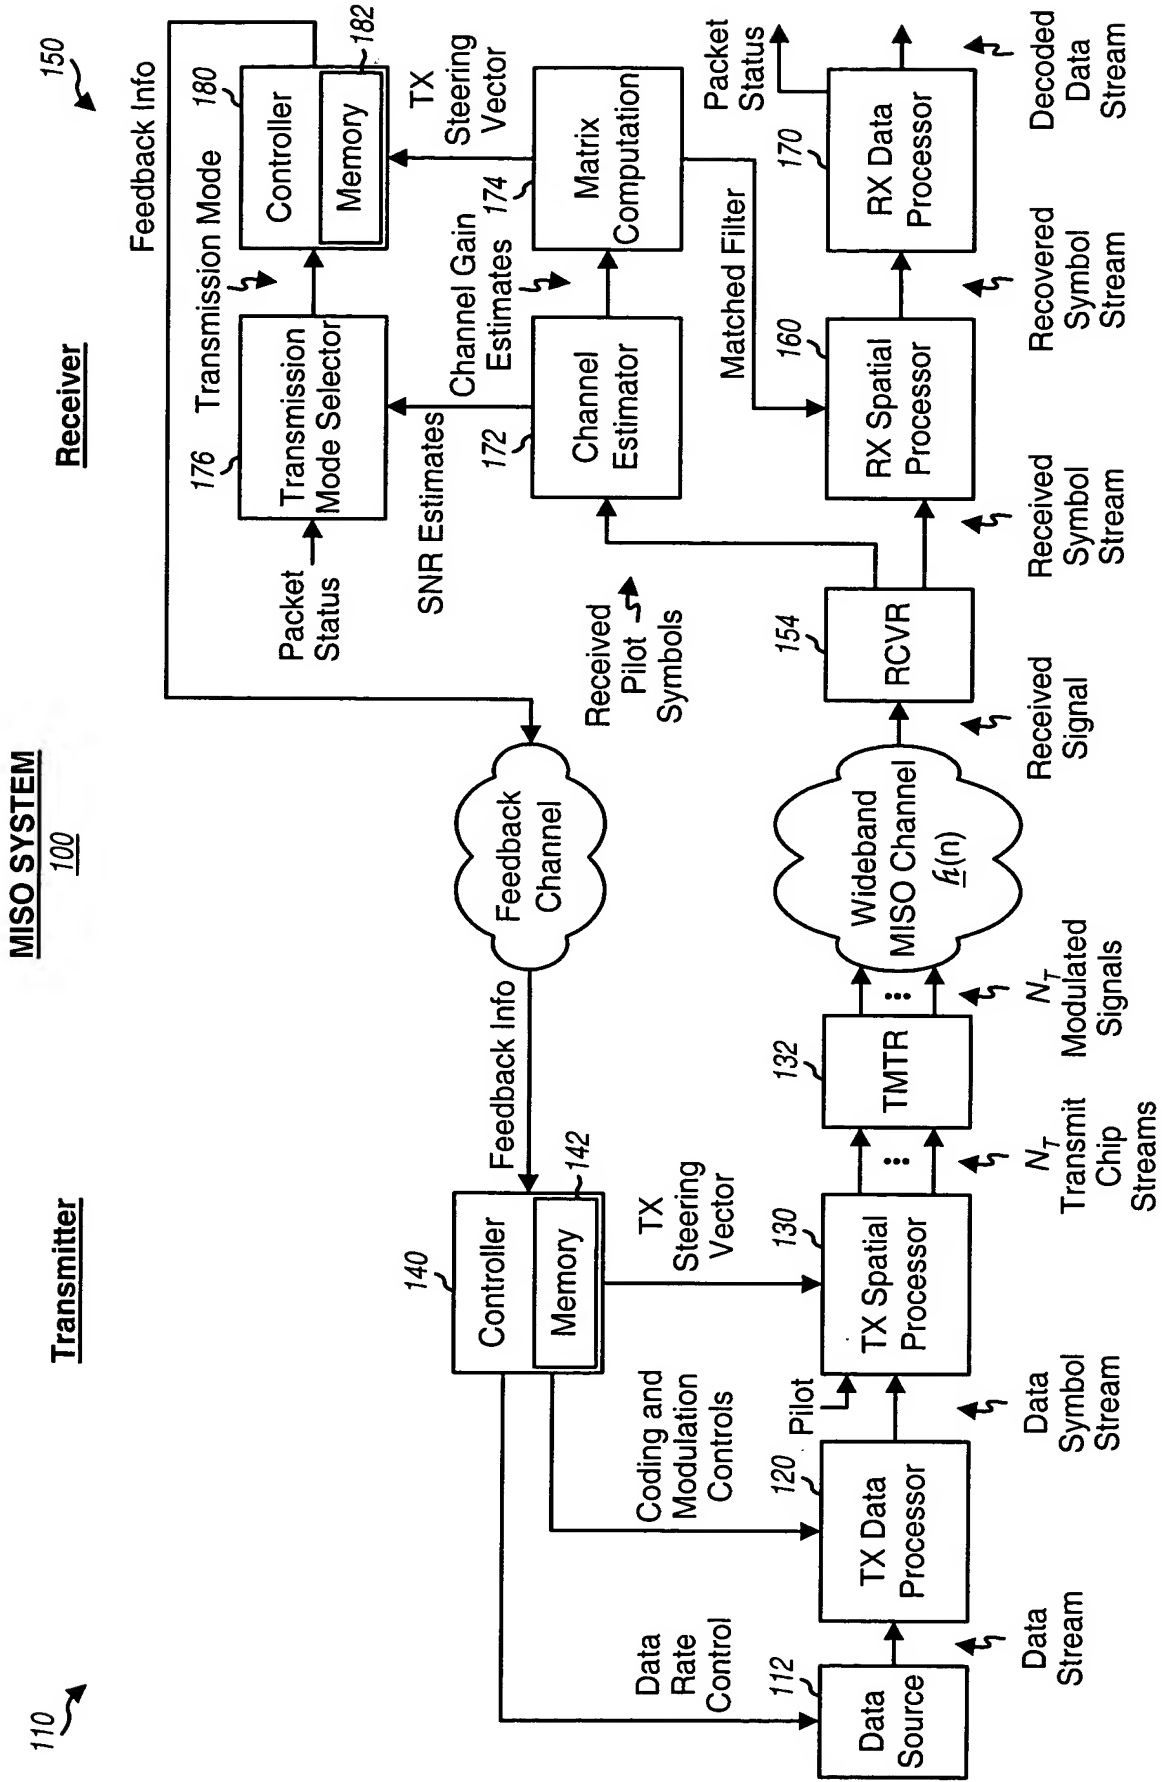 MISO SYSTEM
100
Transmitter
Receiver
110
150
Feedback Info
Controller
Memory
140
142
Feedback Info
Feedback
Channel
Data
Rate
Control
Coding and
Modulation
Controls
TX
Steering
Vector
Pilot
112
Data
Source
120
TX Data
Processor
130
TX Spatial
Processor
132
TMTR
Wideband
MISO Channel
h(n)
Data
Stream
Data
Symbol
Stream
N_T
Transmit
Chip
Streams
N_T
Modulated
Signals
Packet
Status
176
Transmission
Mode Selector
Transmission Mode
180
Controller
Memory
182
SNR Estimates
Channel Gain
Estimates
TX
Steering
Vector
Received
Pilot
Symbols
172
Channel
Estimator
174
Matrix
Computation
Matched Filter
Packet
Status
154
RCVR
160
RX Spatial
Processor
170
RX Data
Processor
Received
Signal
Received
Symbol
Stream
Recovered
Symbol
Stream
Decoded
Data
Stream